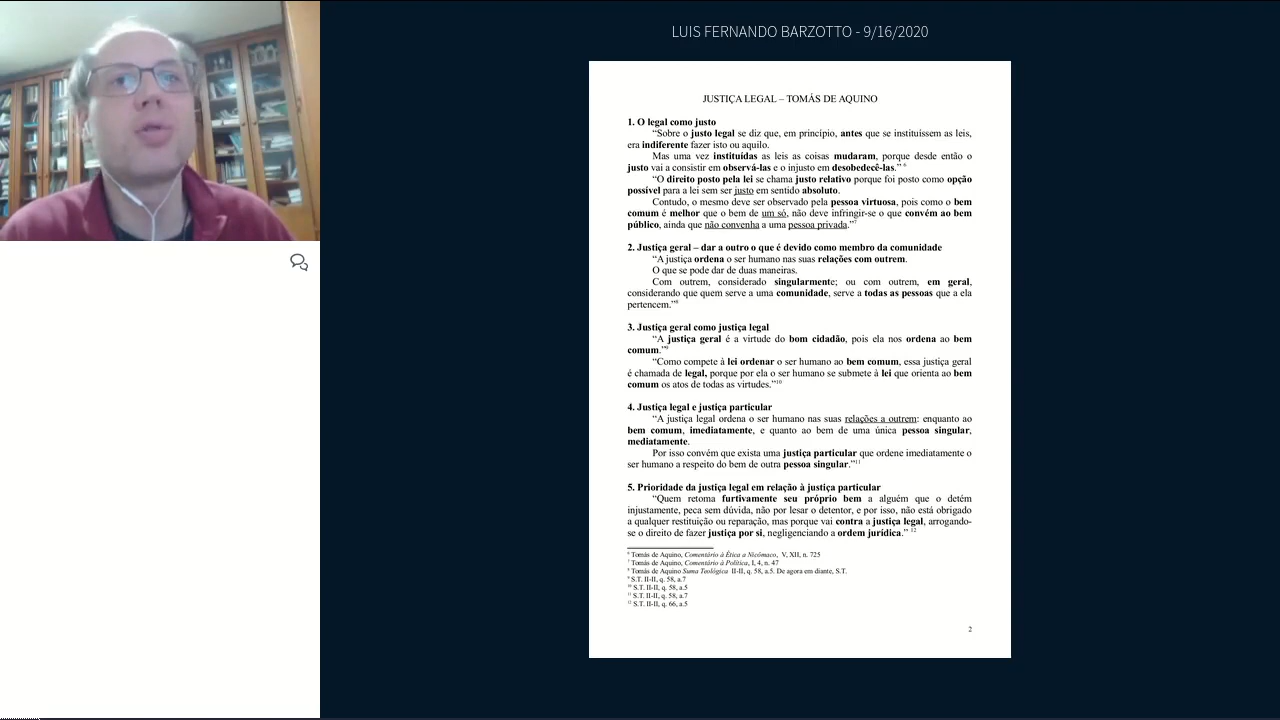 LUIS FERNANDO BARZOTTO - 9/16/2020
JUSTIÇA LEGAL – TOMÁS DE AQUINO
1. O legal como justo
“Sobre o justo legal se diz que, em princípio, antes que se instituíssem as leis,
era indiferente fazer isto ou aquilo.
Mas uma vez instituídas as leis as coisas mudaram, porque desde então o
justo vai a consistir em observá-las e o injusto em desobedecê-las.” 6
“O direito posto pela lei se chama justo relativo porque foi posto como opção
possível para a lei sem ser justo em sentido absoluto.
Contudo, o mesmo deve ser observado pela pessoa virtuosa, pois como o bem
comum é melhor que o bem de um só, não deve infringir-se o que convém ao bem
público, ainda que não convenha a uma pessoa privada.”7
2. Justiça geral – dar a outro o que é devido como membro da comunidade
“A justiça ordena o ser humano nas suas relações com outrem.
O que se pode dar de duas maneiras.
Com outrem, considerado singularmente; ou com outrem, em geral,
considerando que quem serve a uma comunidade, serve a todas as pessoas que a ela
pertencem.”8
3. Justiça geral como justiça legal
“A justiça geral é a virtude do bom cidadão, pois ela nos ordena ao bem
comum.”9
“Como compete à lei ordenar o ser humano ao bem comum, essa justiça geral
é chamada de legal, porque por ela o ser humano se submete à lei que orienta ao bem
comum os atos de todas as virtudes.”10
4. Justiça legal e justiça particular
“A justiça legal ordena o ser humano nas suas relações a outrem: enquanto ao
bem comum, imediatamente, e quanto ao bem de uma única pessoa singular,
mediatamente.
Por isso convém que exista uma justiça particular que ordene imediatamente o
ser humano a respeito do bem de outra pessoa singular.”11
5. Prioridade da justiça legal em relação à justiça particular
“Quem retoma furtivamente seu próprio bem a alguém que o detém
injustamente, peca sem dúvida, não por lesar o detentor, e por isso, não está obrigado
a qualquer restituição ou reparação, mas porque vai contra a justiça legal, arrogando-
se o direito de fazer justiça por si, negligenciando a ordem jurídica.” 12
6 Tomás de Aquino, Comentário à Ética a Nicômaco, V, XII, n. 725
7 Tomás de Aquino, Comentário à Política, I, 4, n. 47
8 Tomás de Aquino Suma Teológica II-II, q. 58, a.5. De agora em diante, S.T.
9 S.T. II-II, q. 58, a.7
10 S.T. II-II, q. 58, a.5
11 S.T. II-II, q. 58, a.7
12 S.T. II-II, q. 66, a.5
2